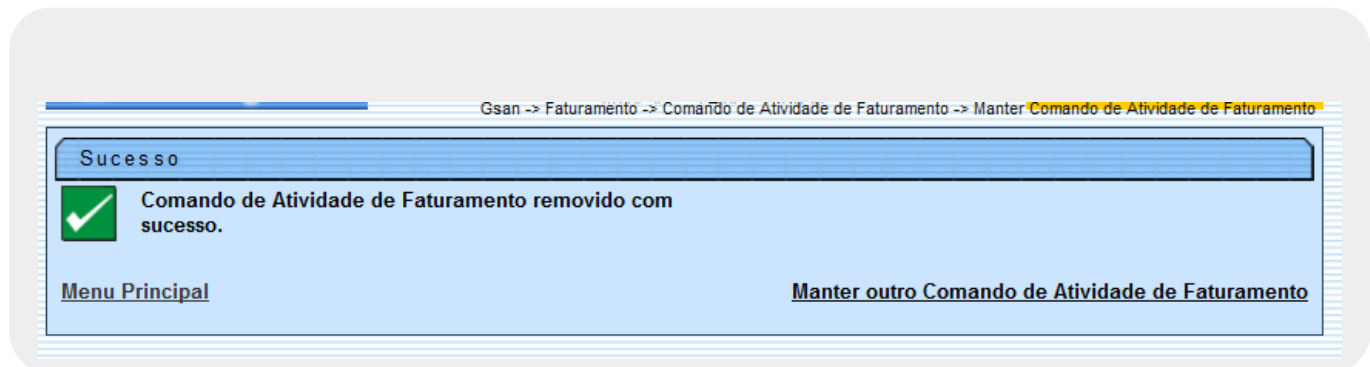 Gsan -> Faturamento -> Comando de Atividade de Faturamento -> Manter Comando de Atividade de Faturamento
Sucesso
Comando de Atividade de Faturamento removido com
sucesso.
Menu Principal
Manter outro Comando de Atividade de Faturamento